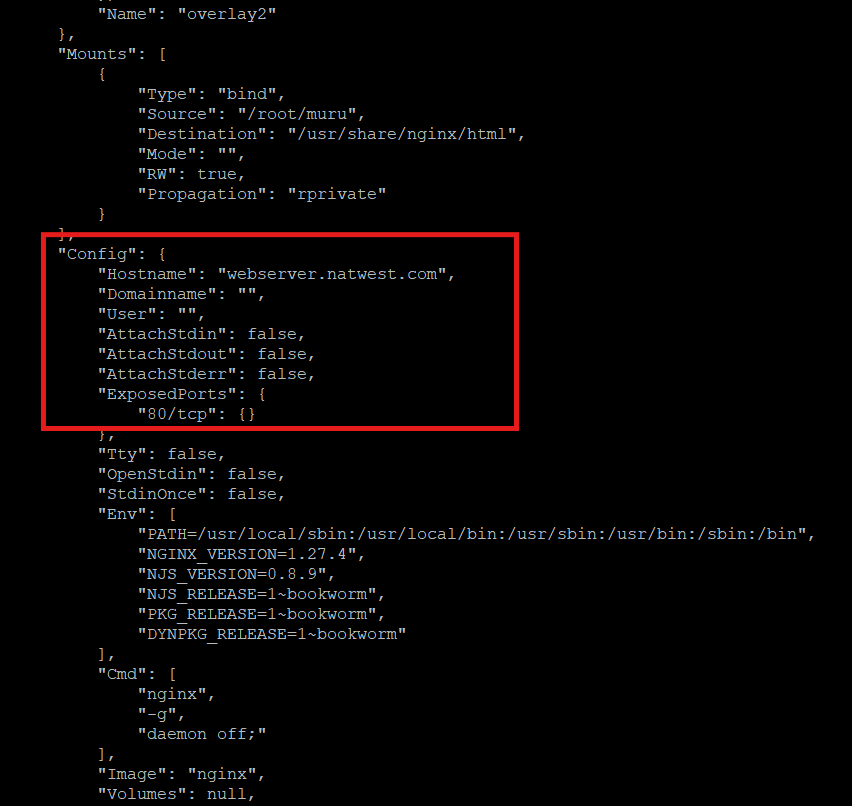 "Name": "overlay2"
},
"Mounts": [
{
"Type": "bind",
"Source": "/root/muru",
"Destination": "/usr/share/nginx/html",
"Mode": "",
"RW": true,
"Propagation": "rprivate"
}
],
"Config": {
"Hostname": "webserver.natwest.com",
"Domainname": "",
"User": "",
"AttachStdin": false,
"AttachStdout": false,
"AttachStderr": false,
"ExposedPorts": {
"80/tcp": {}
},
"Tty": false,
"OpenStdin": false,
"StdinOnce": false,
"Env": [
"PATH=/usr/local/sbin:/usr/local/bin:/usr/sbin:/usr/bin:/sbin:/bin",
"NGINX_VERSION=1.27.4",
"NJS_VERSION=0.8.9",
"NJS_RELEASE=1~bookworm",
"PKG_RELEASE=1~bookworm",
"DYNPKG_RELEASE=1~bookworm"
],
"Cmd": [
"nginx",
"-g",
"daemon off;"
],
"Image": "nginx",
"Volumes": null,